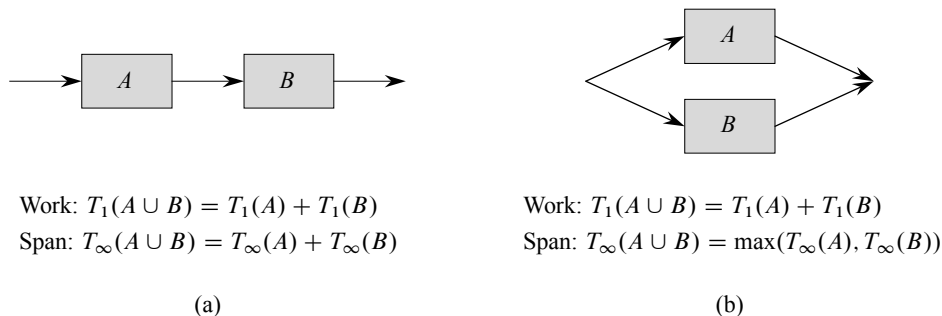 A
B
Work: T₁(A ∪ B) = T₁(A) + T₁(B)
Span: T∞(A ∪ B) = T∞(A) + T∞(B)
(a)
A
B
Work: T₁(A ∪ B) = T₁(A) + T₁(B)
Span: T∞(A ∪ B) = max(T∞(A), T∞(B))
(b)